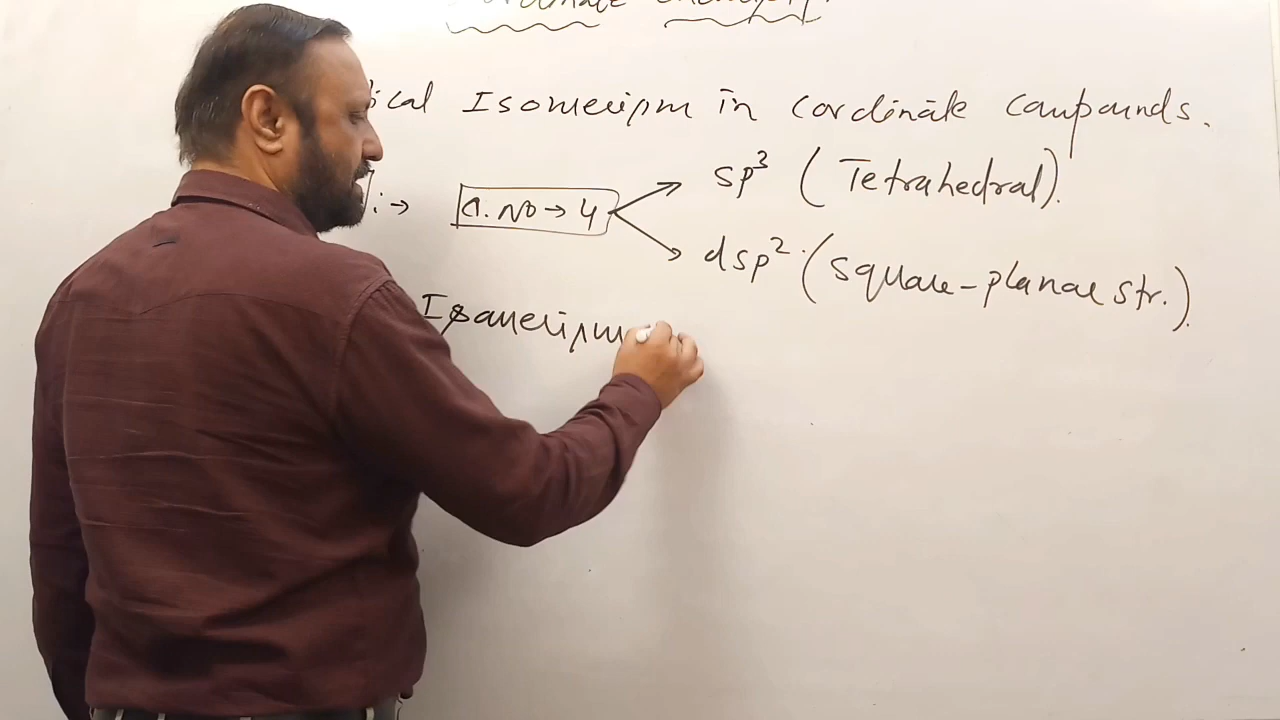 ical Isomerism in Cordinate Compounds.
:→ C.NO→4
sp³ (Tetrahedral).
dsp² (square-planar str.)
Isomerism